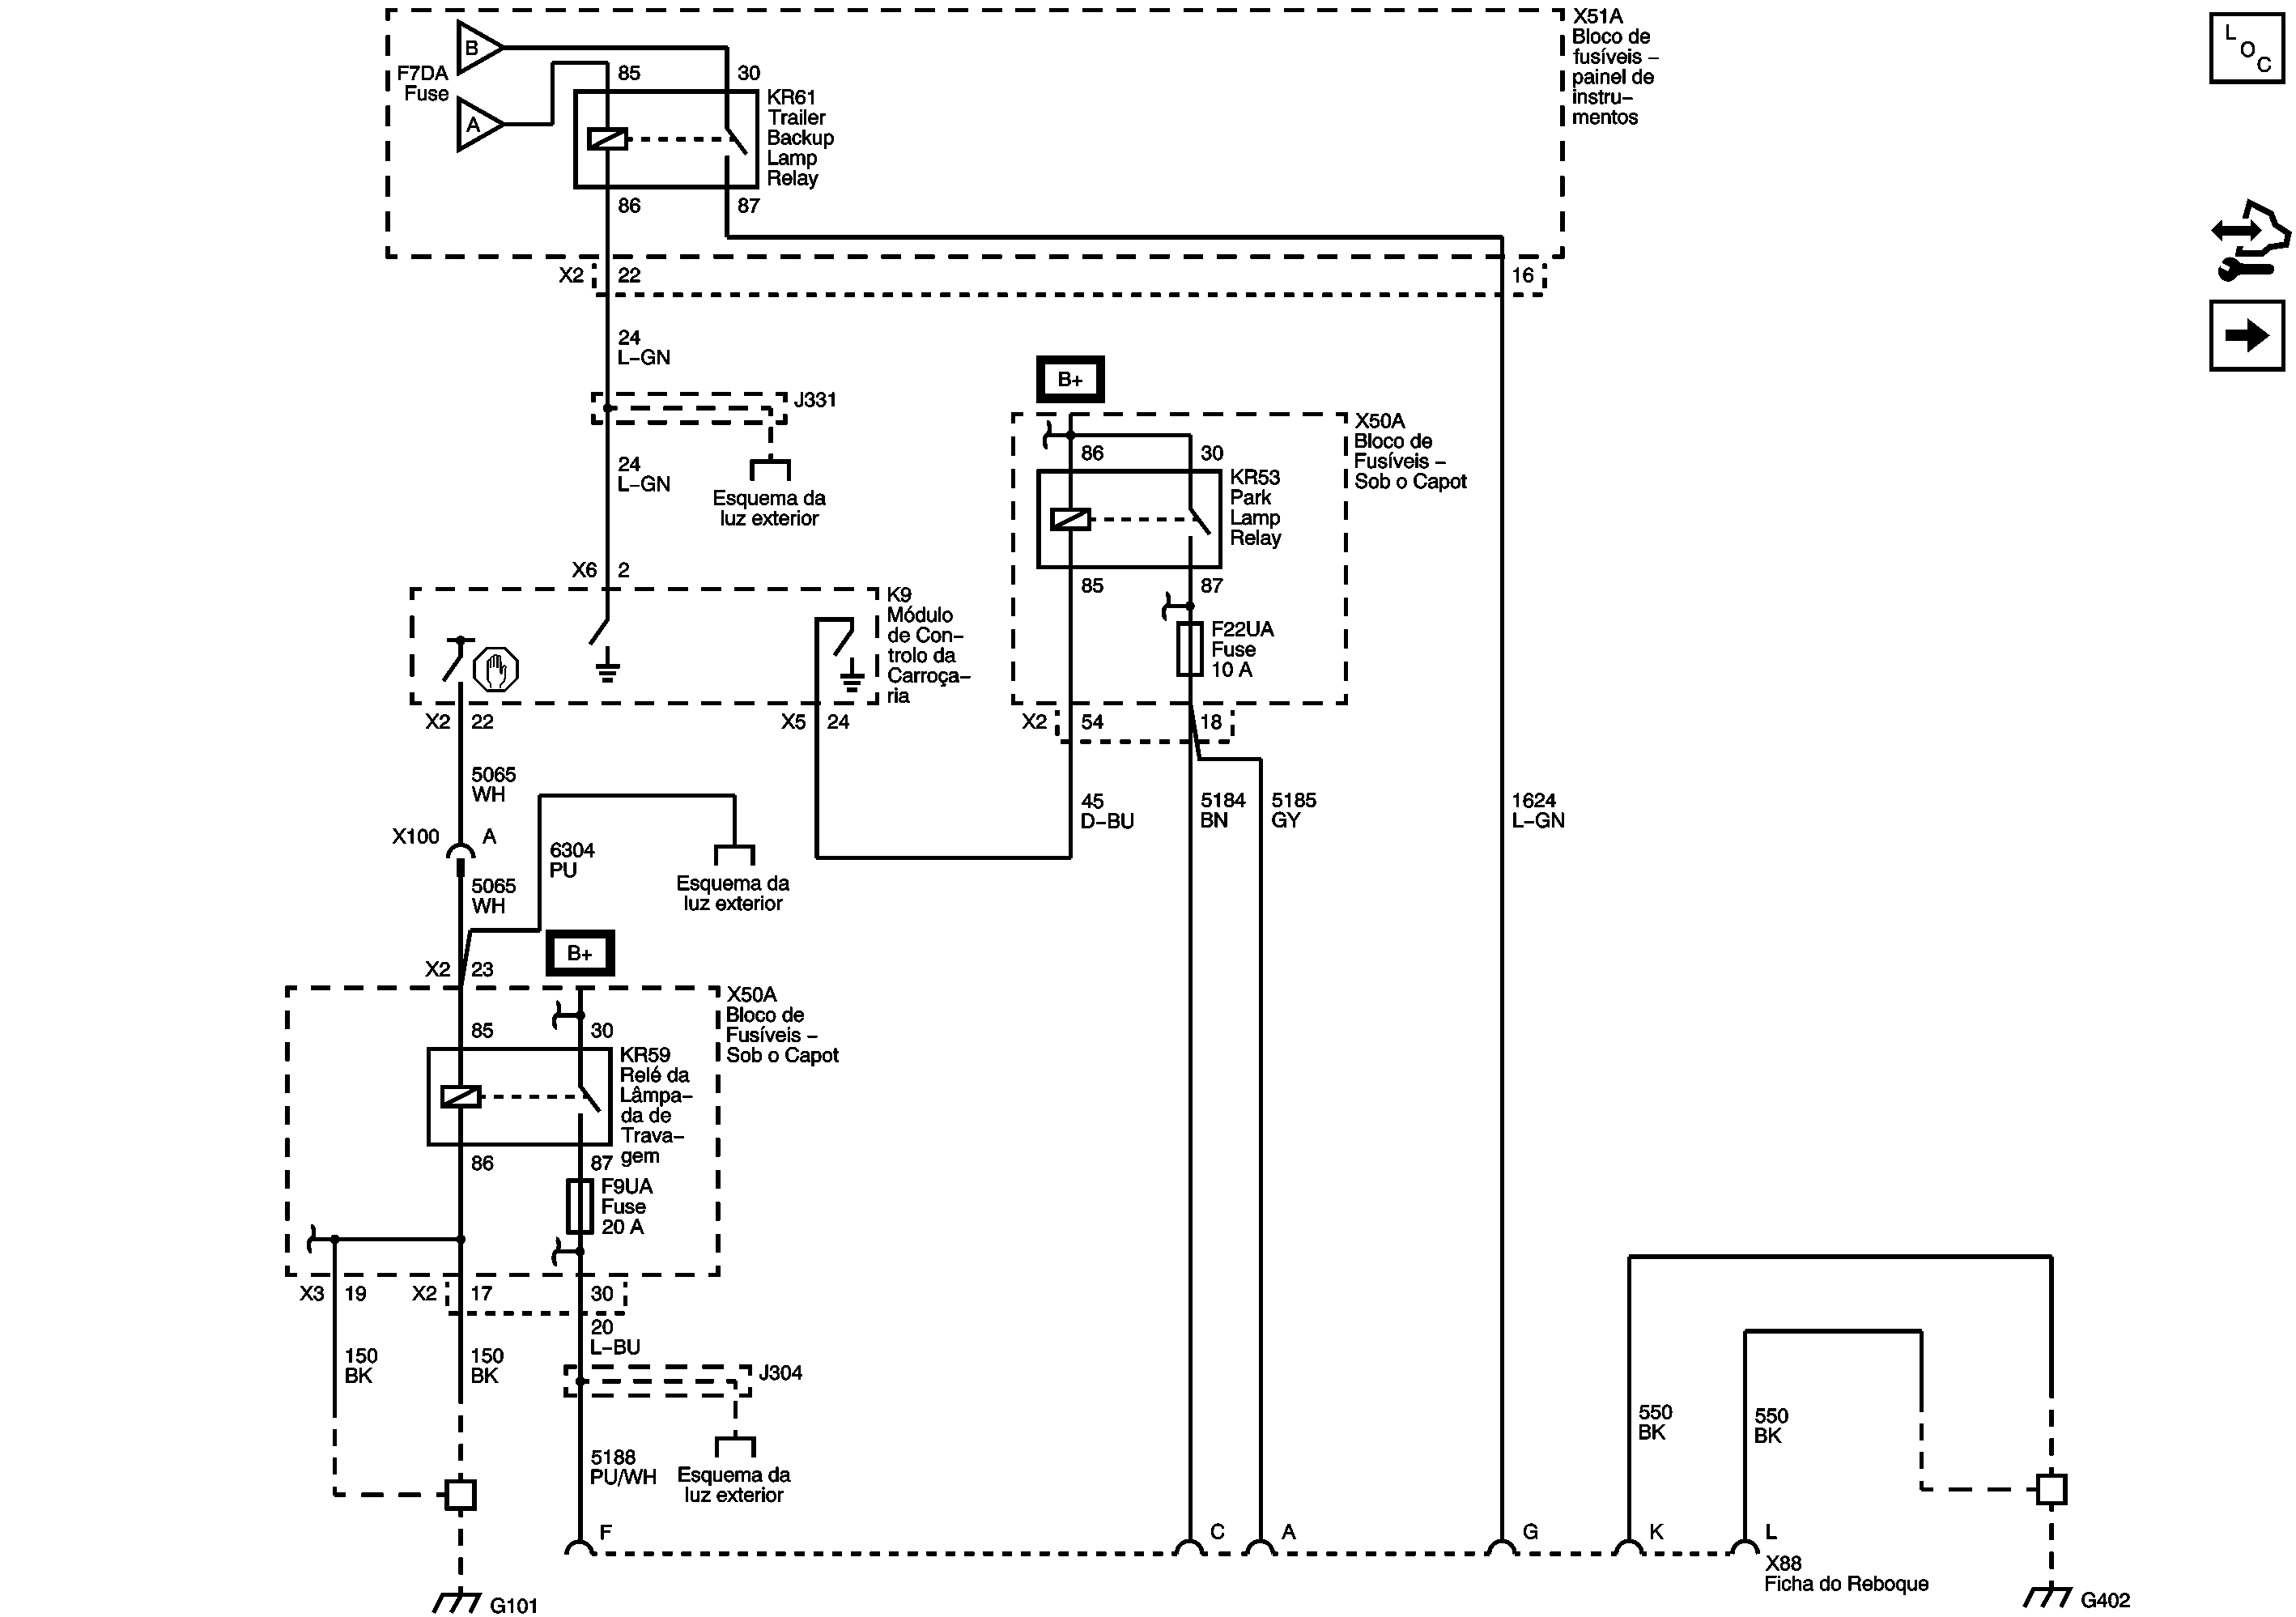 X51A
Bloco de
fusíveis –
painel de
instru–
mentos
L
O
C
B
A
F7DA
Fuse
85
30
KR61
Trailer
Backup
Lamp
Relay
86
87
X2
22
16
24
L–GN
J331
24
L–GN
Esquema da
luz exterior
B+
X50A
Bloco de
Fusíveis –
Sob o Capot
86
30
KR53
Park
Lamp
Relay
85
87
F22UA
Fuse
10 A
X6
2
K9
Módulo
de Con–
trolo da
Carroça–
ria
X2
22
X5
24
X2
54
18
5065
WH
45
D–BU
5184
BN
5185
GY
1624
L–GN
X100
A
6304
PU
5065
WH
Esquema da
luz exterior
B+
X2
23
X50A
Bloco de
Fusíveis –
Sob o Capot
85
30
KR59
Relé da
Lâmpa–
da de
Trava–
gem
86
87
F9UA
Fuse
20 A
X3
19
X2
17
30
20
L–BU
150
BK
150
BK
J304
550
BK
550
BK
5188
PU/WH
Esquema da
luz exterior
F
C
A
G
K
L
X88
Ficha do Reboque
G101
G402